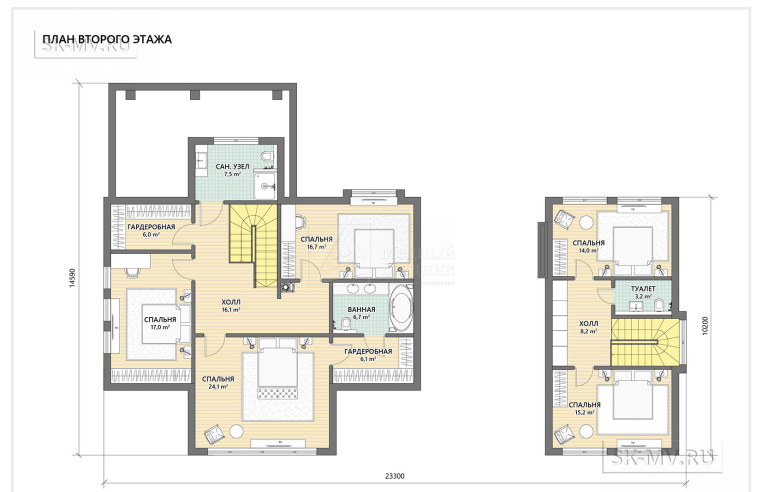 ПЛАН ВТОРОГО ЭТАЖА
SK-MV.RU
САН. УЗЕЛ
7,5 m²
ГАРДЕРОБНАЯ
6,0 m²
СПАЛЬНЯ
16,7 m²
СПАЛЬНЯ
14,0 m²
14590
ТУАЛЕТ
3,2 m²
ХОЛЛ
16,1 m²
ВАННАЯ
6,7 m²
СПАЛЬНЯ
17,0 m²
ХОЛЛ
8,2 m²
10200
ГАРДЕРОБНАЯ
6,1 m²
СПАЛЬНЯ
24,1 m²
СПАЛЬНЯ
15,2 m²
SK-MV.RU
23300